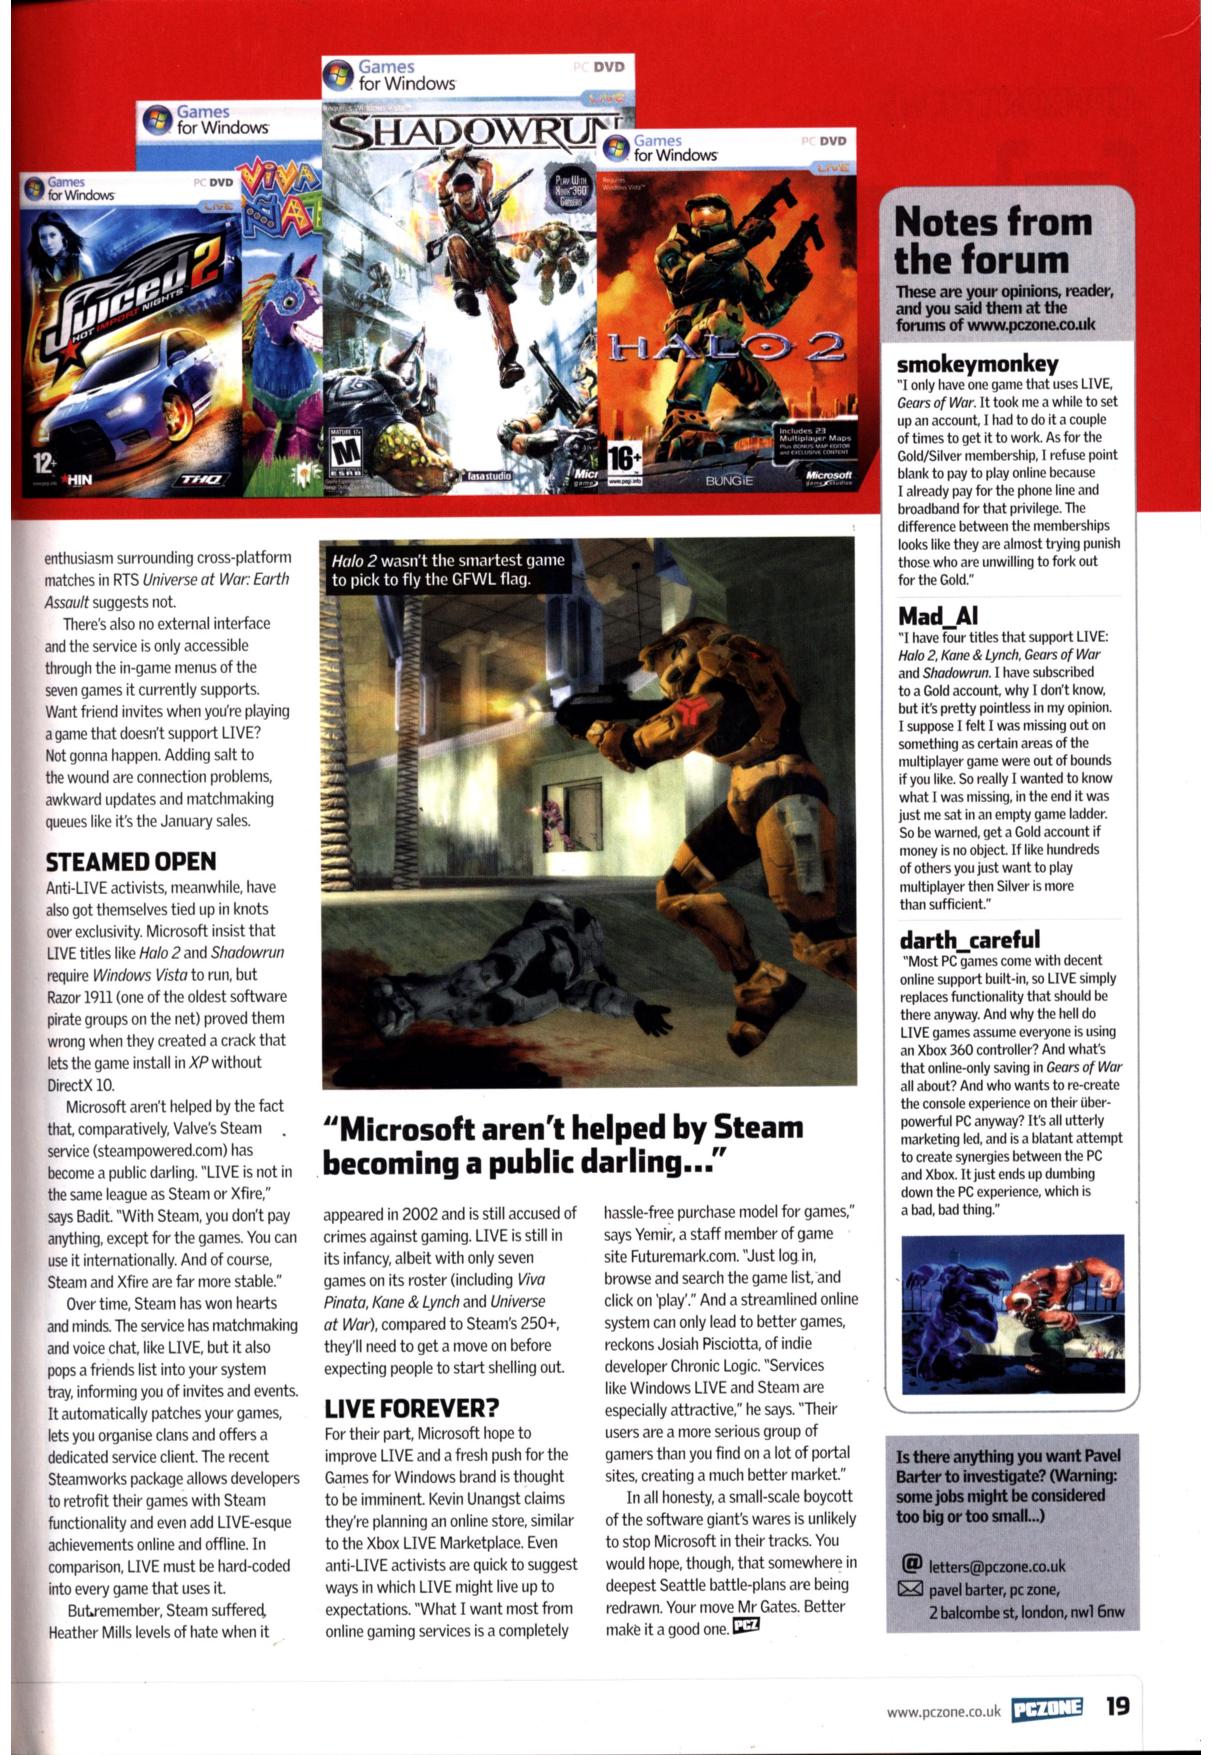 Games
for Windows
PC DVD
LIVE
Juiced 2
HOT IMPORT NIGHTS
12+
www.pegi.info
THQ
Games
for Windows
VIVA
ÑA
Games
for Windows
PC DVD
LIVE
Requires Windows Vista™
SHADOWRUN
PLAY WITH
XBOX 360
GAMERS
MATURE 17+
M
ESRB
fasastudio
Games
for Windows
PC DVD
LIVE
Requires
Windows Vista™
HALO 2
Includes 23
Multiplayer Maps
Plus BONUS MAP EDITOR
and EXCLUSIVE CONTENT
16+
www.pegi.info
BUNGIE
Microsoft
game studios
enthusiasm surrounding cross-platform
matches in RTS Universe at War: Earth
Assault suggests not.
There's also no external interface
and the service is only accessible
through the in-game menus of the
seven games it currently supports.
Want friend invites when you're playing
a game that doesn't support LIVE?
Not gonna happen. Adding salt to
the wound are connection problems,
awkward updates and matchmaking
queues like it's the January sales.
STEAMED OPEN
Anti-LIVE activists, meanwhile, have
also got themselves tied up in knots
over exclusivity. Microsoft insist that
LIVE titles like Halo 2 and Shadowrun
require Windows Vista to run, but
Razor 1911 (one of the oldest software
pirate groups on the net) proved them
wrong when they created a crack that
lets the game install in XP without
DirectX 10.
Microsoft aren't helped by the fact
that, comparatively, Valve's Steam
service (steampowered.com) has
become a public darling. "LIVE is not in
the same league as Steam or Xfire,"
says Badit. "With Steam, you don't pay
anything, except for the games. You can
use it internationally. And of course,
Steam and Xfire are far more stable."
Over time, Steam has won hearts
and minds. The service has matchmaking
and voice chat, like LIVE, but it also
pops a friends list into your system
tray, informing you of invites and events.
It automatically patches your games,
lets you organise clans and offers a
dedicated service client. The recent
Steamworks package allows developers
to retrofit their games with Steam
functionality and even add LIVE-esque
achievements online and offline. In
comparison, LIVE must be hard-coded
into every game that uses it.
But remember, Steam suffered,
Heather Mills levels of hate when it
Halo 2 wasn't the smartest game
to pick to fly the GFWL flag.
"Microsoft aren't helped by Steam
becoming a public darling..."
appeared in 2002 and is still accused of
crimes against gaming. LIVE is still in
its infancy, albeit with only seven
games on its roster (including Viva
Pinata, Kane & Lynch and Universe
at War), compared to Steam's 250+,
they'll need to get a move on before
expecting people to start shelling out.
LIVE FOREVER?
For their part, Microsoft hope to
improve LIVE and a fresh push for the
Games for Windows brand is thought
to be imminent. Kevin Unangst claims
they're planning an online store, similar
to the Xbox LIVE Marketplace. Even
anti-LIVE activists are quick to suggest
ways in which LIVE might live up to
expectations. "What I want most from
online gaming services is a completely
hassle-free purchase model for games,"
says Yemir, a staff member of game
site Futuremark.com. "Just log in,
browse and search the game list, and
click on 'play'." And a streamlined online
system can only lead to better games,
reckons Josiah Pisciotta, of indie
developer Chronic Logic. "Services
like Windows LIVE and Steam are
especially attractive," he says. "Their
users are a more serious group of
gamers than you find on a lot of portal
sites, creating a much better market."
In all honesty, a small-scale boycott
of the software giant's wares is unlikely
to stop Microsoft in their tracks. You
would hope, though, that somewhere in
deepest Seattle battle-plans are being
redrawn. Your move Mr Gates. Better
make it a good one. PCZ
Notes from
the forum
These are your opinions, reader,
and you said them at the
forums of www.pczone.co.uk
smokeymonkey
"I only have one game that uses LIVE,
Gears of War. It took me a while to set
up an account, I had to do it a couple
of times to get it to work. As for the
Gold/Silver membership, I refuse point
blank to pay to play online because
I already pay for the phone line and
broadband for that privilege. The
difference between the memberships
looks like they are almost trying punish
those who are unwilling to fork out
for the Gold."
Mad_Al
"I have four titles that support LIVE:
Halo 2, Kane & Lynch, Gears of War
and Shadowrun. I have subscribed
to a Gold account, why I don't know,
but it's pretty pointless in my opinion.
I suppose I felt I was missing out on
something as certain areas of the
multiplayer game were out of bounds
if you like. So really I wanted to know
what I was missing, in the end it was
just me sat in an empty game ladder.
So be warned, get a Gold account if
money is no object. If like hundreds
of others you just want to play
multiplayer then Silver is more
than sufficient."
darth_careful
"Most PC games come with decent
online support built-in, so LIVE simply
replaces functionality that should be
there anyway. And why the hell do
LIVE games assume everyone is using
an Xbox 360 controller? And what's
that online-only saving in Gears of War
all about? And who wants to re-create
the console experience on their über-
powerful PC anyway? It's all utterly
marketing led, and is a blatant attempt
to create synergies between the PC
and Xbox. It just ends up dumbing
down the PC experience, which is
a bad, bad thing."
Is there anything you want Pavel
Barter to investigate? (Warning:
some jobs might be considered
too big or too small...)
@ letters@pczone.co.uk
pavel barter, pc zone,
2 balcombe st, london, nw1 6nw
www.pczone.co.uk PCZONE 19